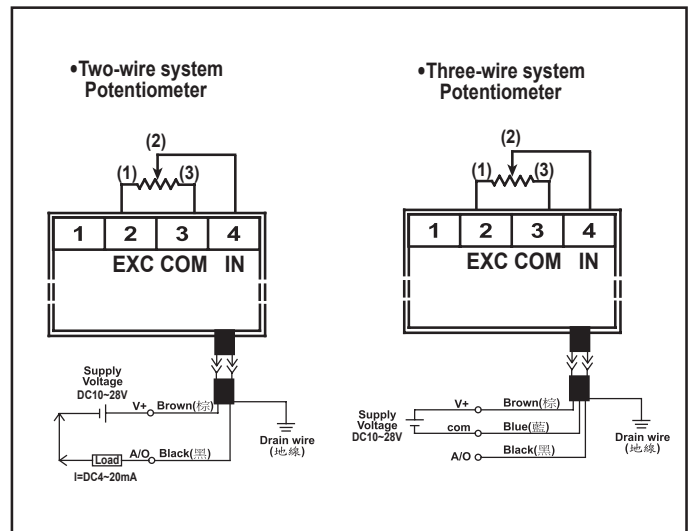 •Two-wire system
Potentiometer
(2)
(1) (3)
1 2 3 4
EXC COM IN
Supply
Voltage
DC10~28V
V+ Brown(棕)
Load A/O Black(黑)
I=DC4~20mA
Drain wire
(地線)
•Three-wire system
Potentiometer
(2)
(1) (3)
1 2 3 4
EXC COM IN
Supply
Voltage
DC10~28V
V+ Brown(棕)
com Blue(藍)
A/O Black(黑)
Drain wire
(地線)